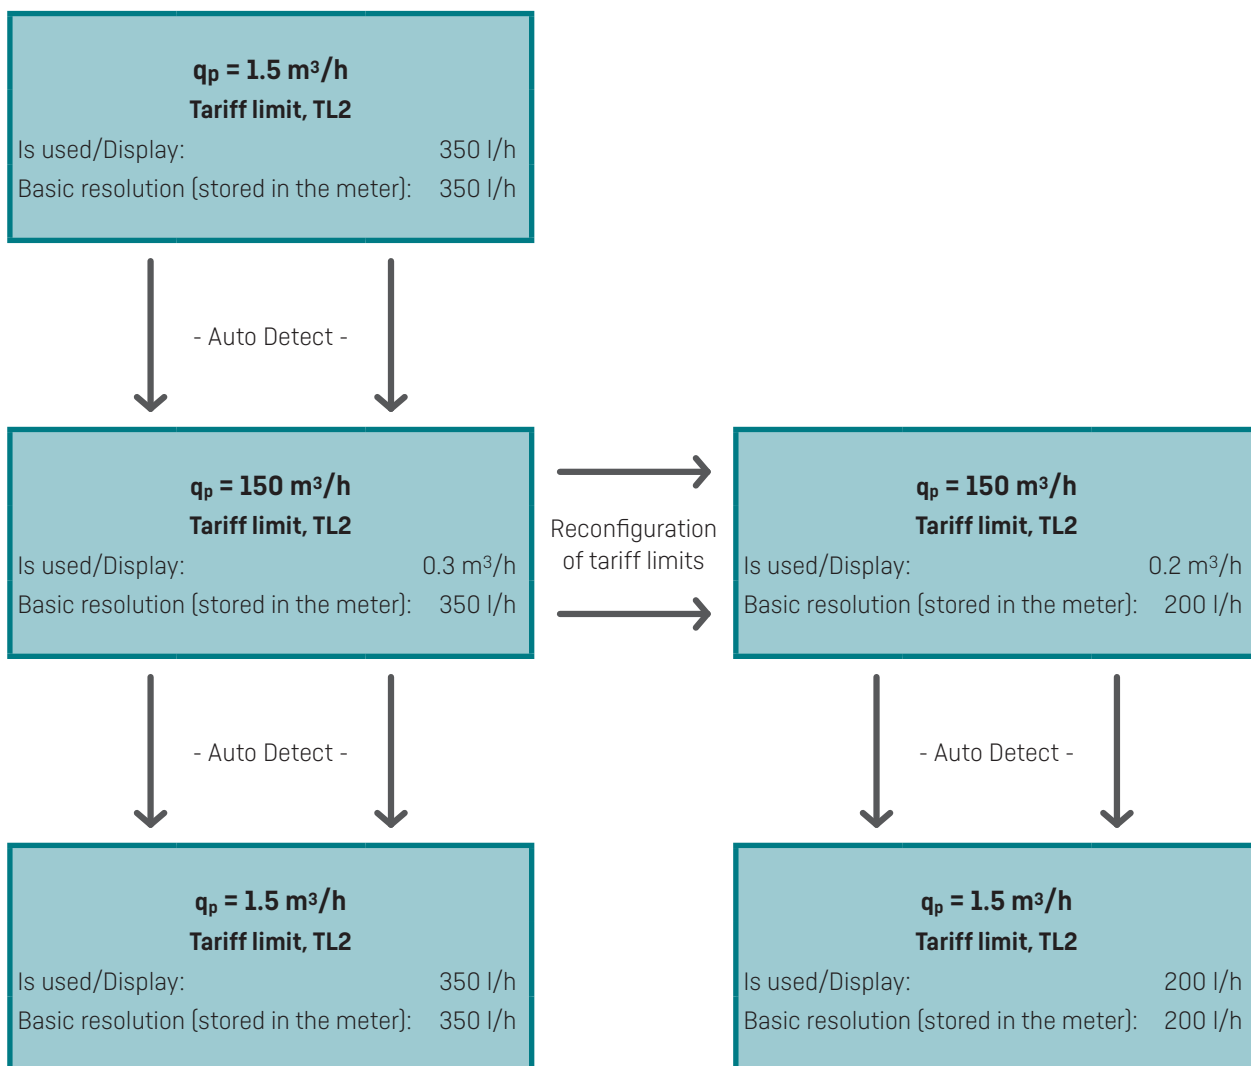 qp = 1.5 m³/h
Tariff limit, TL2
Is used/Display: 350 l/h
Basic resolution (stored in the meter): 350 l/h
- Auto Detect -
qp = 150 m³/h
Tariff limit, TL2
Is used/Display: 0.3 m³/h
Basic resolution (stored in the meter): 350 l/h
Reconfiguration
of tariff limits
qp = 150 m³/h
Tariff limit, TL2
Is used/Display: 0.2 m³/h
Basic resolution (stored in the meter): 200 l/h
- Auto Detect -
- Auto Detect -
qp = 1.5 m³/h
Tariff limit, TL2
Is used/Display: 350 l/h
Basic resolution (stored in the meter): 350 l/h
qp = 1.5 m³/h
Tariff limit, TL2
Is used/Display: 200 l/h
Basic resolution (stored in the meter): 200 l/h